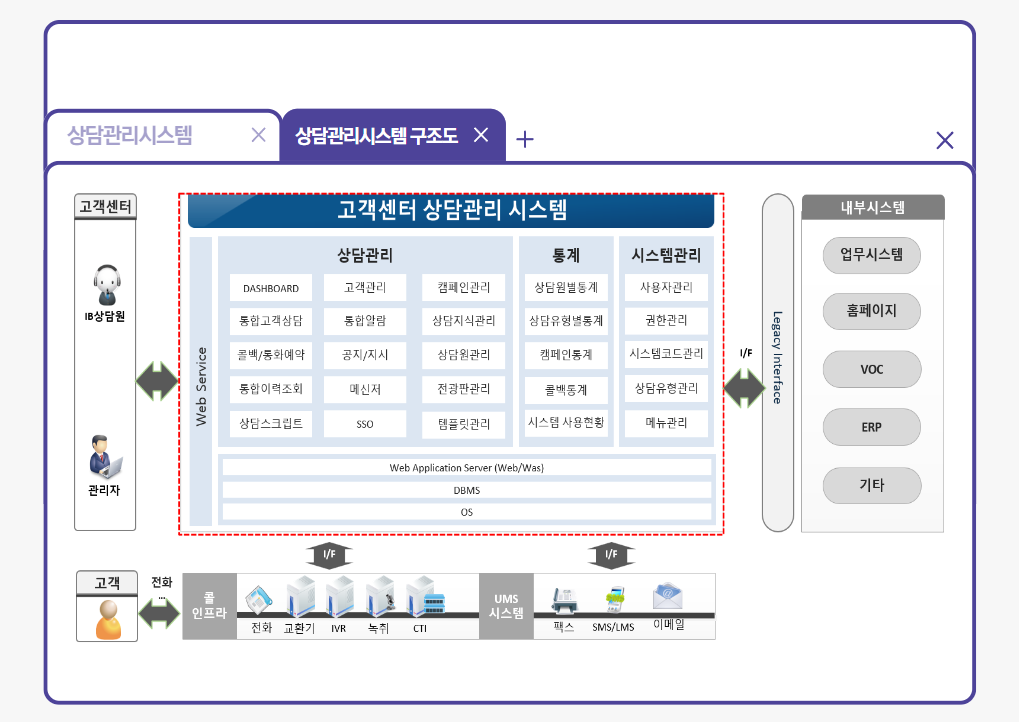 상담관리시스템
상담관리시스템 구조도
고객센터
IB상담원
관리자
고객센터 상담관리 시스템
Web Service
상담관리
DASHBOARD
고객관리
캠페인관리
통합고객상담
통합알람
상담지식관리
콜백/통화예약
공지/지시
상담원관리
통합이력조회
메신저
전광판관리
상담스크립트
SSO
템플릿관리
통계
상담원별통계
상담유형별통계
캠페인통계
콜백통계
시스템 사용현황
시스템관리
사용자관리
권한관리
시스템코드관리
상담유형관리
메뉴관리
Web Application Server (Web/Was)
DBMS
OS
I/F
Legacy Interface
내부시스템
업무시스템
홈페이지
VOC
ERP
기타
I/F
I/F
고객
전화
...
콜
인프라
전화
교환기
IVR
녹취
CTI
UMS
시스템
팩스
SMS/LMS
이메일